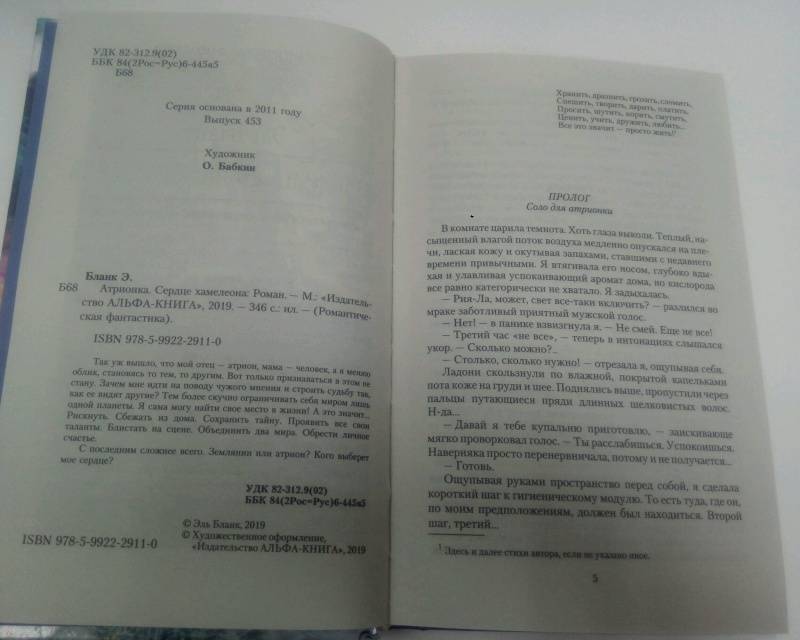 УДК 82-312.9(02)
ББК 84(2Рос=Рус)6-445я5
Б68
Серия основана в 2011 году
Выпуск 453
Художник
О. Бабкин
Бланк Э.
Б68 Атрионка. Сердце хамелеона: Роман. — М.: «Издатель-
ство АЛЬФА-КНИГА», 2019. — 346 с.: ил. — (Романтиче-
ская фантастика).
ISBN 978-5-9922-2911-0
Так уж вышло, что мой отец — атрион, мама — человек, а я меняю
облик, становясь то тем, то другим. Вот только признаваться в этом не
стану. Зачем мне идти на поводу чужого мнения и строить судьбу так,
как ее видят другие? Тем более скучно ограничивать себя миром лишь
одной планеты. Я сама могу найти свое место в жизни! А это значит...
Рискнуть. Сбежать из дома. Сохранить тайну. Проявить все свои
таланты. Блистать на сцене. Объединить два мира. Обрести личное
счастье.
С последним сложнее всего. Землянин или атрион? Кого выберет
мое сердце?
УДК 82-312.9(02)
ББК 84(2Рос=Рус)6-445я5
© Эль Бланк, 2019
© Художественное оформление,
«Издательство АЛЬФА-КНИГА», 2019
ISBN 978-5-9922-2911-0
Хранить, дразнить, грозить, сломить,
Спешить, творить, дарить, платить,
Просить, шутить, корить, смутить,
Ценить, учить, дружить, любить...
Все это значит — просто жить!¹
ПРОЛОГ
Соло для атрионки
В комнате царила темнота. Хоть глаза выколи. Теплый, на-
сыщенный влагой поток воздуха медленно опускался на пле-
чи, лаская кожу и окутывая запахами, ставшими с недавнего
времени привычными. Я втягивала его носом, глубоко вды-
хая и улавливая успокаивающий аромат дома, но кислорода
все равно категорически не хватало. Я задыхалась.
— Рия-Ла, может, свет все-таки включить? — разлился во
мраке заботливый приятный мужской голос.
— Нет! — в панике взвизгнула я. — Не смей. Еще не все!
— Третий час «не все», — теперь в интонациях слышался
укор. — Сколько можно?..
— Столько, сколько нужно! — отрезала я, ощупывая себя.
Ладони скользнули по влажной, покрытой капельками
пота коже на груди и шее. Поднялись выше, пропустили через
пальцы путающиеся пряди длинных шелковистых волос.
Н-да...
— Давай я тебе купальню приготовлю, — заискивающе
мягко проворковал голос. — Ты расслабишься. Успокоишься.
Наверняка просто перенервничала, потому и не получается...
— Готовь.
Ощупывая руками пространство перед собой, я сделала
короткий шаг к гигиеническому модулю. То есть туда, где он,
по моим предположениям, должен был находиться. Второй
шаг, третий...
¹ Здесь и далее стихи автора, если не указано иное.
5